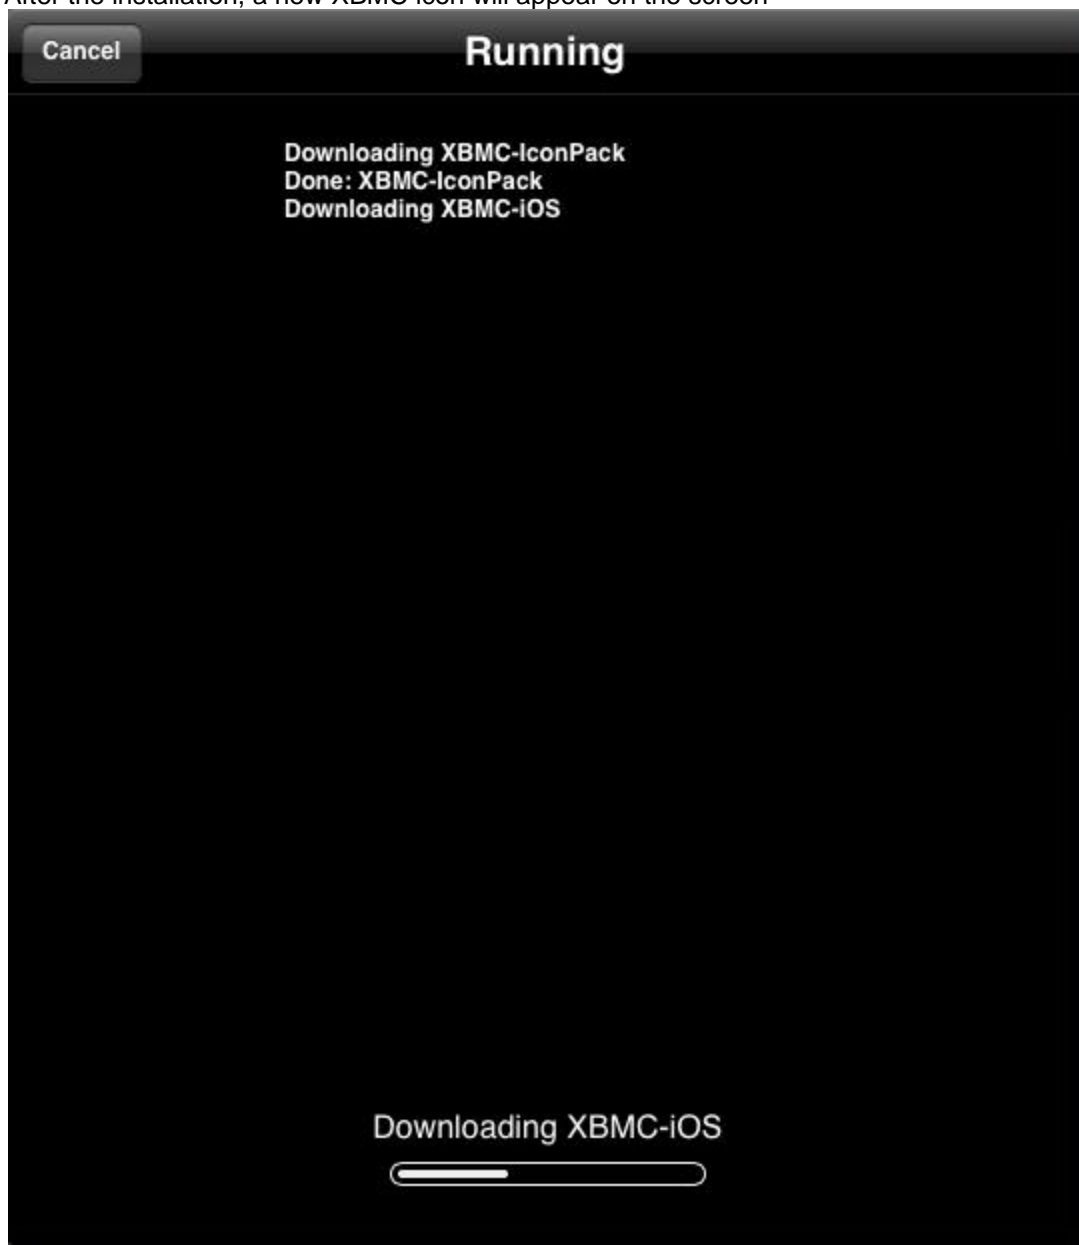 After the installation, a new XBMC icon will appear on the screen
Cancel
Running
Downloading XBMC-IconPack
Done: XBMC-IconPack
Downloading XBMC-iOS
Downloading XBMC-iOS